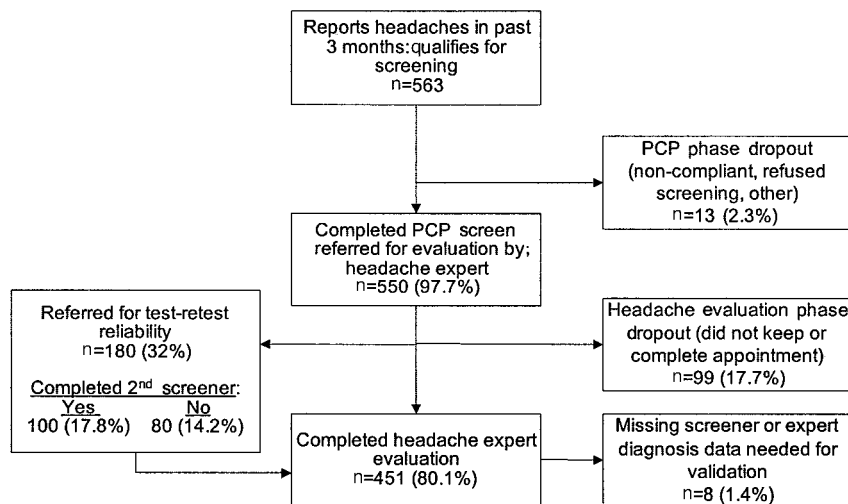 Reports headaches in past
3 months:qualifies for
screening
n=563
PCP phase dropout
(non-compliant, refused
screening, other)
n=13 (2.3%)
Completed PCP screen
referred for evaluation by;
headache expert
n=550 (97.7%)
Referred for test-retest
reliability
n=180 (32%)
Completed 2nd screener:
Yes No
100 (17.8%) 80 (14.2%)
Headache evaluation phase
dropout (did not keep or
complete appointment)
n=99 (17.7%)
Completed headache expert
evaluation
n=451 (80.1%)
Missing screener or expert
diagnosis data needed for
validation
n=8 (1.4%)